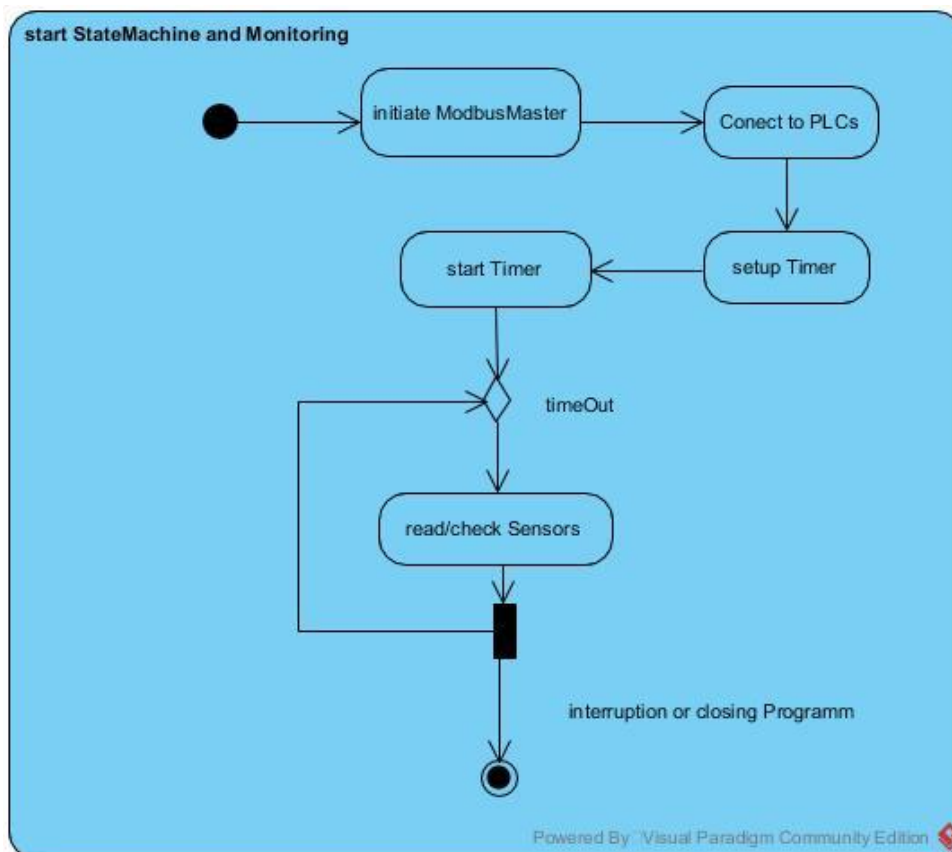 start StateMachine and Monitoring
initiate ModbusMaster
Conect to PLCs
start Timer
setup Timer
timeOut
read/check Sensors
interruption or closing Programm
Powered By Visual Paradigm Community Edition